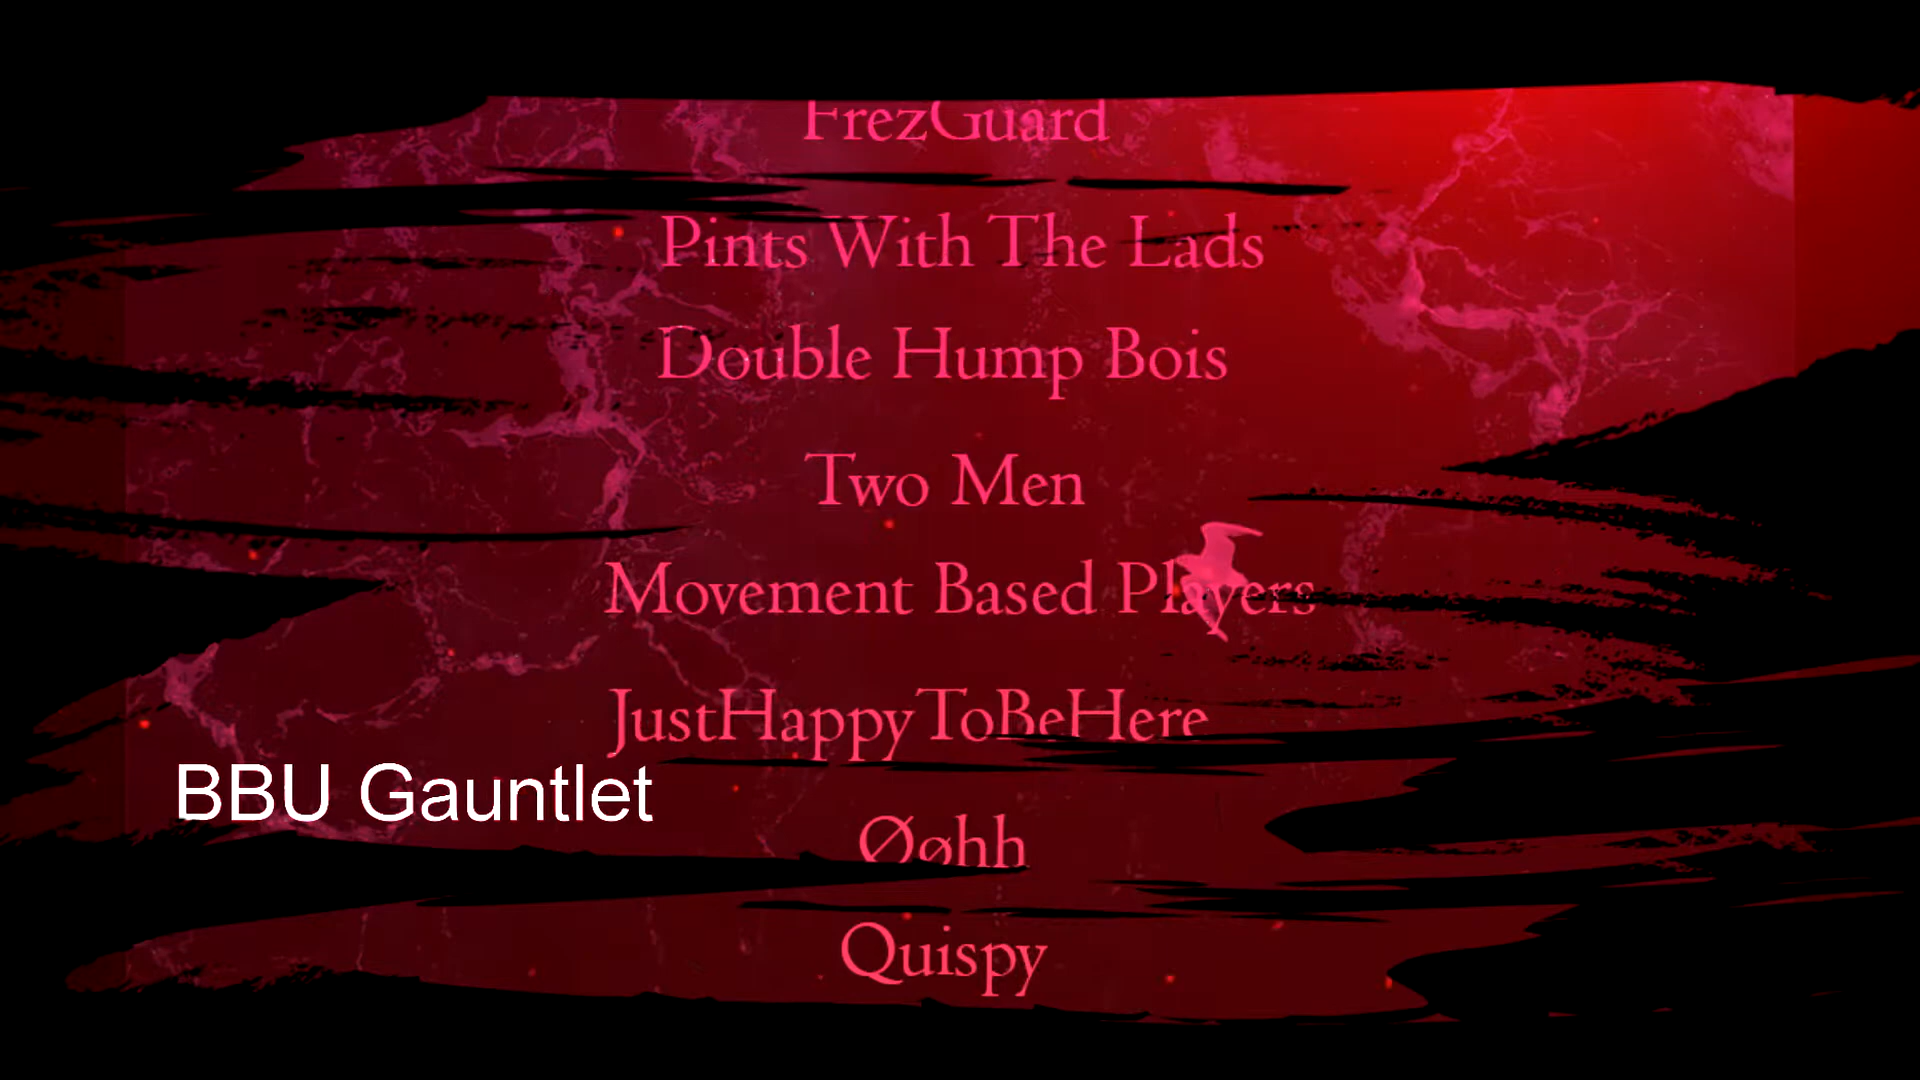 FrezGuard
Pints With The Lads
Double Hump Bois
Two Men
Movement Based Players
JustHappyToBeHere
BBU Gauntlet
Øøhh
Quispy